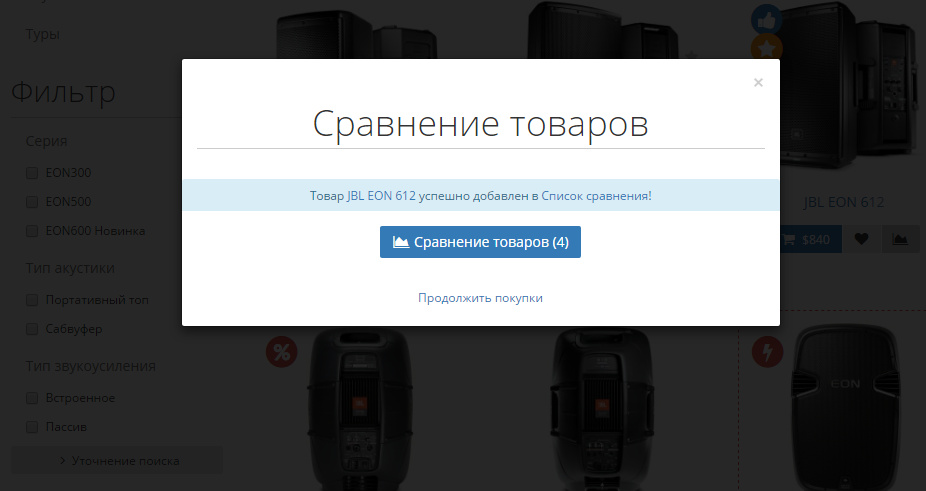 Туры
Фильтр
Серия
EON300
EON500
EON600 Новинка
Тип акустики
Портативный топ
Сабвуфер
Тип звукоусиления
Встроенное
Пассив
> Уточнение поиска
×
Сравнение товаров
Товар JBL EON 612 успешно добавлен в Список сравнения!
Сравнение товаров (4)
Продолжить покупки
JBL EON 612
$840
%
EON